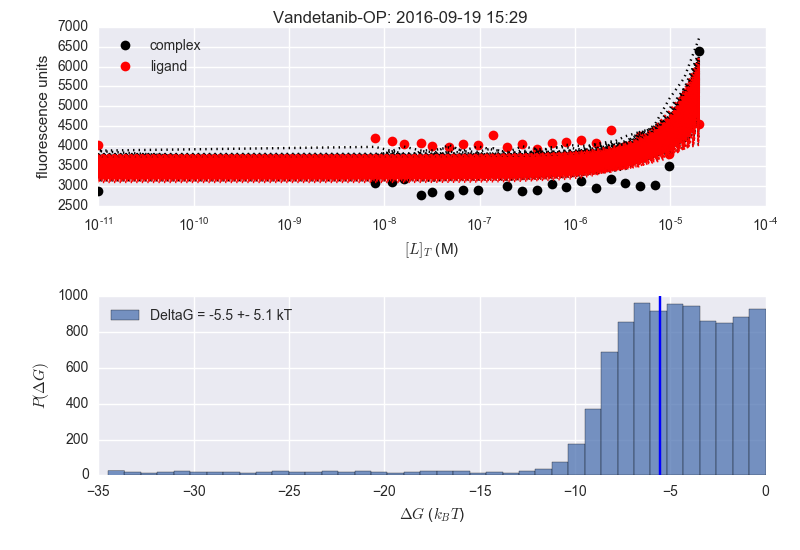 Vandetanib-OP: 2016-09-19 15:29
7000
6500
6000
5500
5000
4500
4000
3500
3000
2500
fluorescence units
complex
ligand
10⁻¹¹ 10⁻¹⁰ 10⁻⁹ 10⁻⁸ 10⁻⁷ 10⁻⁶ 10⁻⁵ 10⁻⁴
[L]_T (M)
1000
800
600
400
200
0
P(ΔG)
DeltaG = -5.5 +- 5.1 kT
−35 −30 −25 −20 −15 −10 −5 0
ΔG (k_BT)